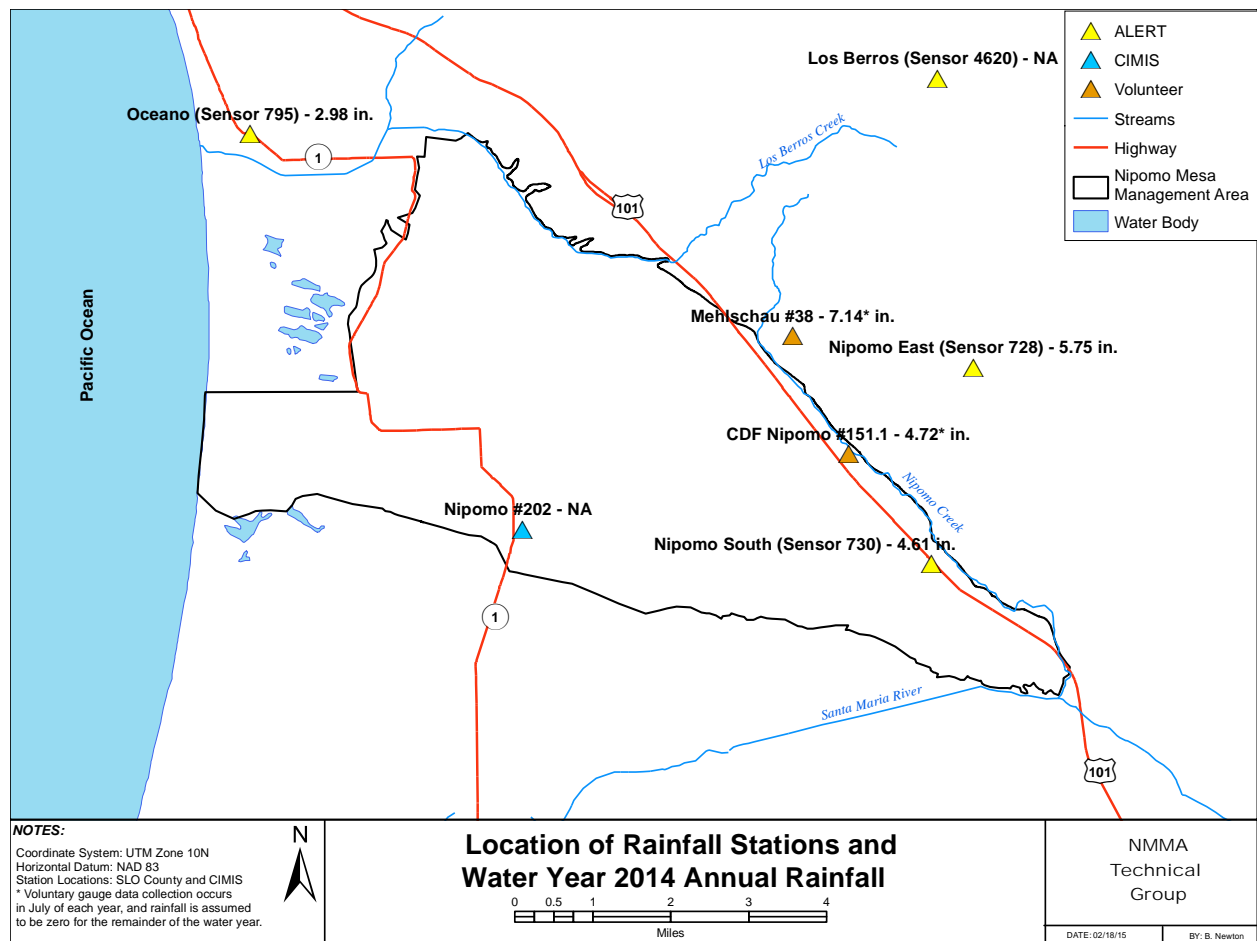 Los Berros (Sensor 4620) - NA
Oceano (Sensor 795) - 2.98 in.
1
101
Los Berros Creek
ALERT
CIMIS
Volunteer
Streams
Highway
Nipomo Mesa
Management Area
Water Body
Pacific Ocean
Mehlschau #38 - 7.14* in.
Nipomo East (Sensor 728) - 5.75 in.
CDF Nipomo #151.1 - 4.72* in.
Nipomo Creek
Nipomo #202 - NA
Nipomo South (Sensor 730) - 4.61 in.
1
Santa Maria River
101
NOTES:
Coordinate System: UTM Zone 10N
Horizontal Datum: NAD 83
Station Locations: SLO County and CIMIS
* Voluntary gauge data collection occurs
in July of each year, and rainfall is assumed
to be zero for the remainder of the water year.
N
Location of Rainfall Stations and
Water Year 2014 Annual Rainfall
0 0.5 1 2 3 4
Miles
NMMA
Technical
Group
DATE: 02/18/15
BY: B. Newton